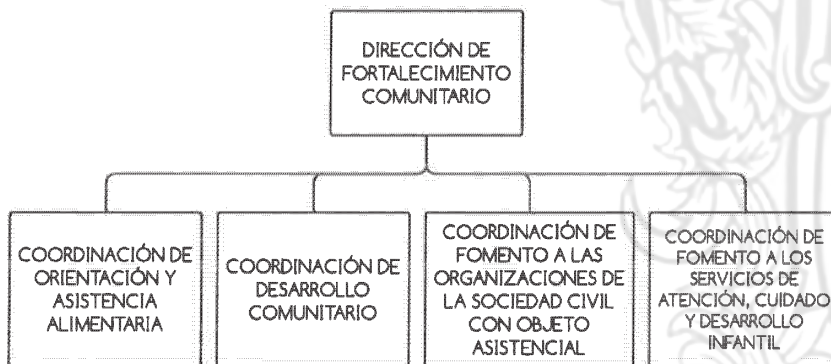 DIRECCIÓN DE
FORTALECIMIENTO
COMUNITARIO
COORDINACIÓN DE
ORIENTACIÓN Y
ASISTENCIA
ALIMENTARIA
COORDINACIÓN DE
DESARROLLO
COMUNITARIO
COORDINACIÓN DE
FOMENTO A LAS
ORGANIZACIONES DE
LA SOCIEDAD CIVIL
CON OBJETO
ASISTENCIAL
COORDINACIÓN DE
FOMENTO A LOS
SERVICIOS DE
ATENCIÓN, CUIDADO
Y DESARROLLO
INFANTIL